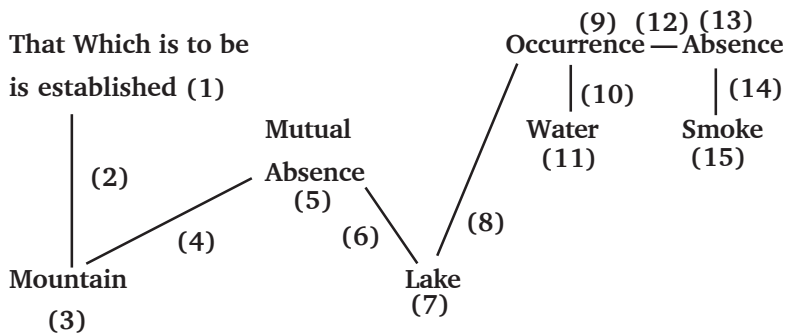 (9) (12) (13)
That Which is to be
Occurrence — Absence
is established (1)
(10) (14)
Mutual
Water Smoke
(11) (15)
Absence
(2)
(5)
(6) (8)
(4)
Mountain
Lake
(7)
(3)